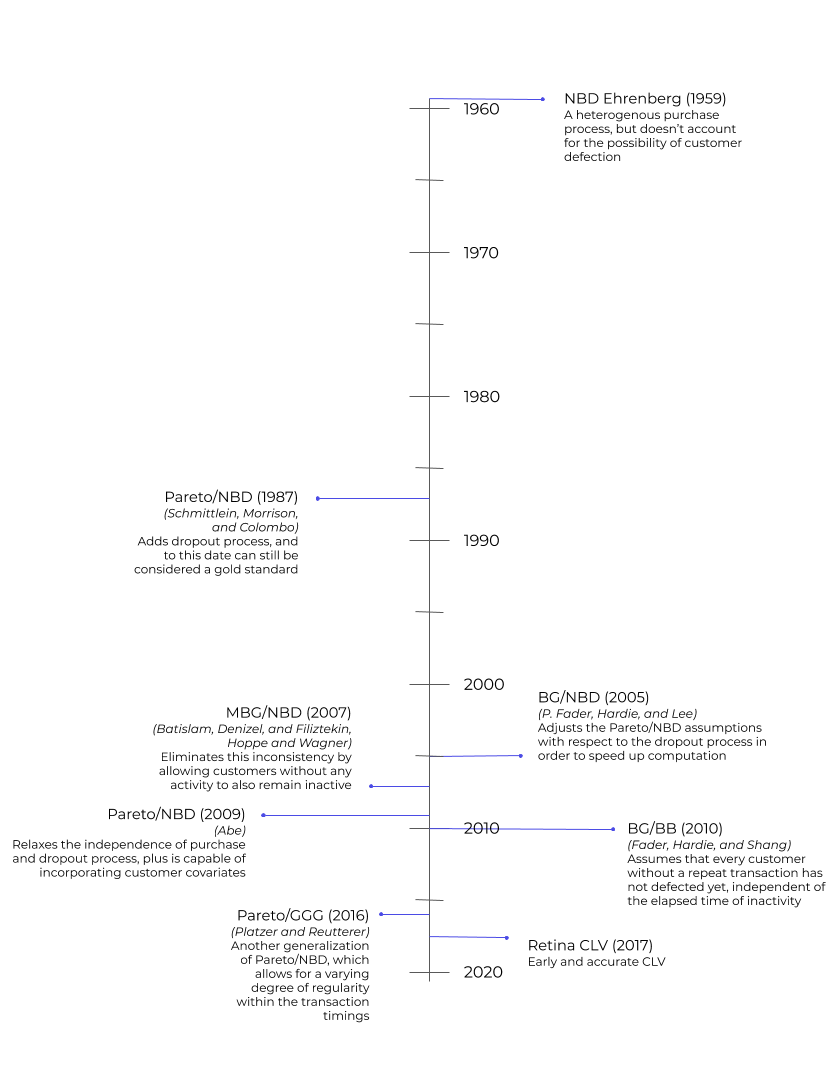 NBD Ehrenberg (1959)
A heterogenous purchase
process, but doesn't account
for the possibility of customer
defection
1960
1970
1980
Pareto/NBD (1987)
(Schmittlein, Morrison,
and Colombo)
Adds dropout process, and
to this date can still be
considered a gold standard
1990
2000
BG/NBD (2005)
(P. Fader, Hardie, and Lee)
Adjusts the Pareto/NBD assumptions
with respect to the dropout process in
order to speed up computation
MBG/NBD (2007)
(Batislam, Denizel, and Filiztekin,
Hoppe and Wagner)
Eliminates this inconsistency by
allowing customers without any
activity to also remain inactive
Pareto/NBD (2009)
(Abe)
Relaxes the independence of purchase
and dropout process, plus is capable of
incorporating customer covariates
2010
BG/BB (2010)
(Fader, Hardie, and Shang)
Assumes that every customer
without a repeat transaction has
not defected yet, independent of
the elapsed time of inactivity
Pareto/GGG (2016)
(Platzer and Reutterer)
Another generalization
of Pareto/NBD, which
allows for a varying
degree of regularity
within the transaction
timings
Retina CLV (2017)
Early and accurate CLV
2020